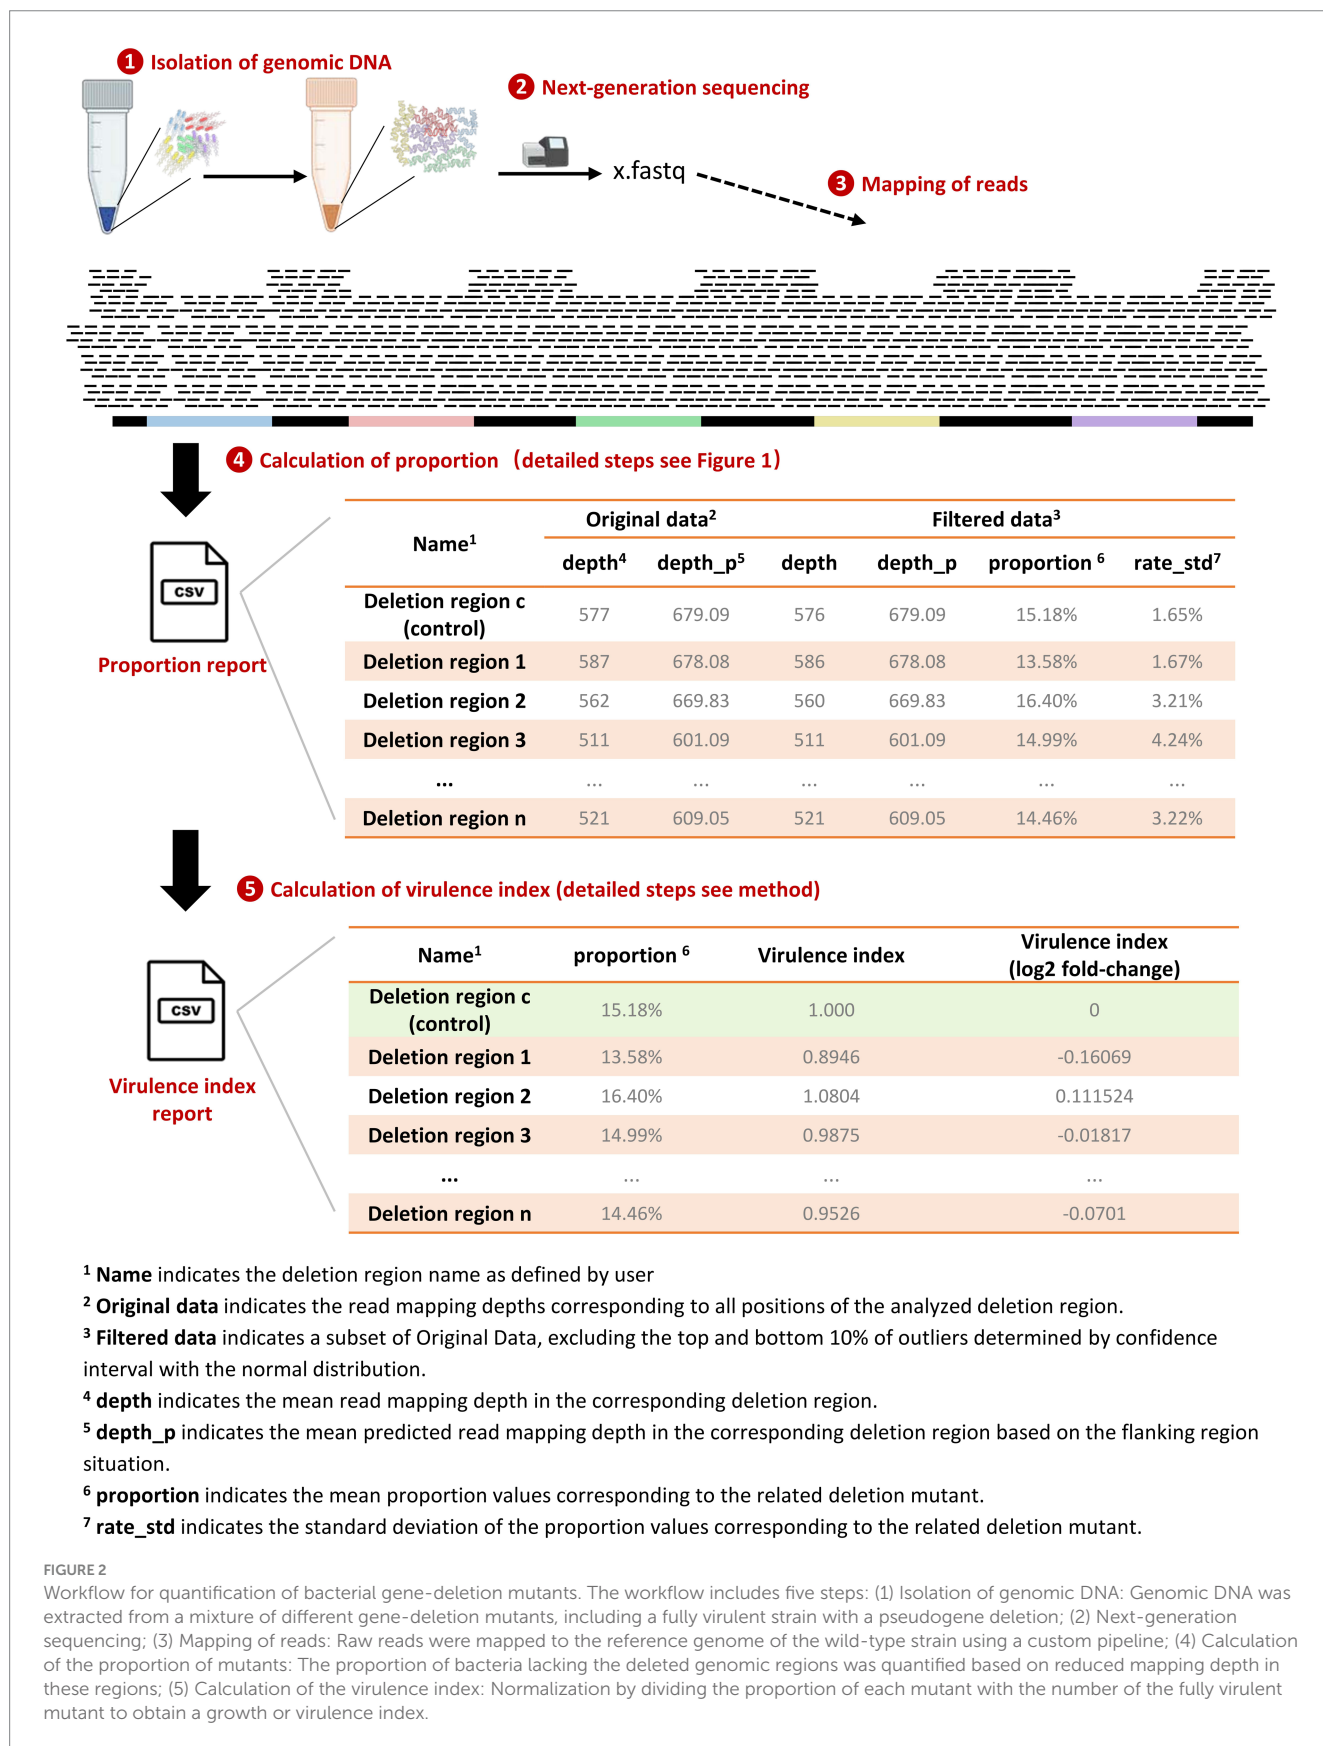 1 Isolation of genomic DNA
2 Next-generation sequencing
x.fastq
3 Mapping of reads
4 Calculation of proportion (detailed steps see Figure 1)
CSV
Proportion report
Name1 Original data2 Filtered data3
depth4 depth_p5 depth depth_p proportion 6 rate_std7
Deletion region c (control) 577 679.09 576 679.09 15.18% 1.65%
Deletion region 1 587 678.08 586 678.08 13.58% 1.67%
Deletion region 2 562 669.83 560 669.83 16.40% 3.21%
Deletion region 3 511 601.09 511 601.09 14.99% 4.24%
... ... ... ... ... ... ...
Deletion region n 521 609.05 521 609.05 14.46% 3.22%
5 Calculation of virulence index (detailed steps see method)
CSV
Virulence index
report
Name1 proportion 6 Virulence index Virulence index (log2 fold-change)
Deletion region c (control) 15.18% 1.000 0
Deletion region 1 13.58% 0.8946 -0.16069
Deletion region 2 16.40% 1.0804 0.111524
Deletion region 3 14.99% 0.9875 -0.01817
... ... ... ...
Deletion region n 14.46% 0.9526 -0.0701
1 Name indicates the deletion region name as defined by user
2 Original data indicates the read mapping depths corresponding to all positions of the analyzed deletion region.
3 Filtered data indicates a subset of Original Data, excluding the top and bottom 10% of outliers determined by confidence
interval with the normal distribution.
4 depth indicates the mean read mapping depth in the corresponding deletion region.
5 depth_p indicates the mean predicted read mapping depth in the corresponding deletion region based on the flanking region
situation.
6 proportion indicates the mean proportion values corresponding to the related deletion mutant.
7 rate_std indicates the standard deviation of the proportion values corresponding to the related deletion mutant.
FIGURE 2
Workflow for quantification of bacterial gene-deletion mutants. The workflow includes five steps: (1) Isolation of genomic DNA: Genomic DNA was
extracted from a mixture of different gene-deletion mutants, including a fully virulent strain with a pseudogene deletion; (2) Next-generation
sequencing; (3) Mapping of reads: Raw reads were mapped to the reference genome of the wild-type strain using a custom pipeline; (4) Calculation
of the proportion of mutants: The proportion of bacteria lacking the deleted genomic regions was quantified based on reduced mapping depth in
these regions; (5) Calculation of the virulence index: Normalization by dividing the proportion of each mutant with the number of the fully virulent
mutant to obtain a growth or virulence index.